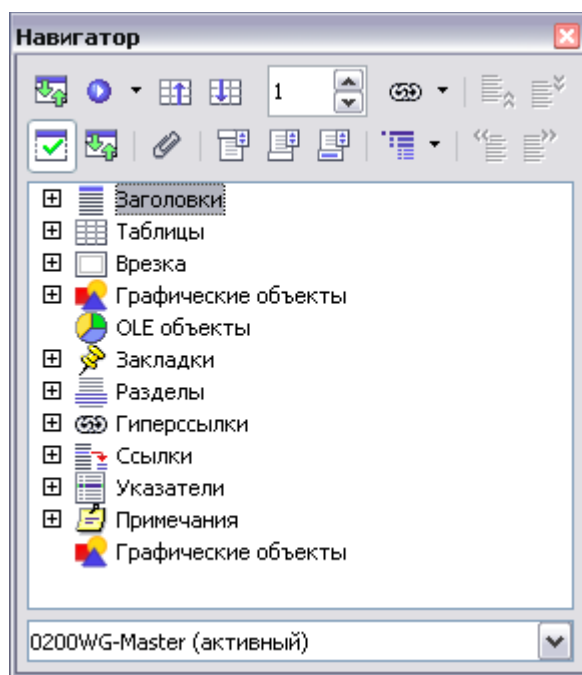 Навигатор
1
Заголовки
Таблицы
Врезка
Графические объекты
OLE объекты
Закладки
Разделы
Гиперссылки
Ссылки
Указатели
Примечания
Графические объекты
0200WG-Master (активный)